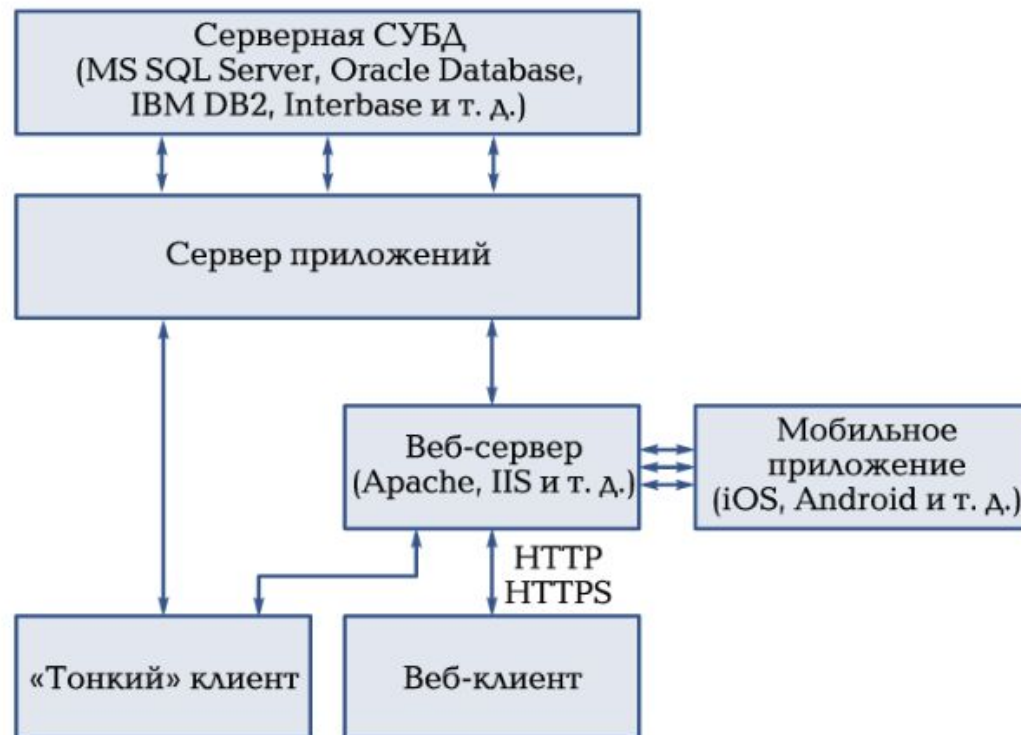 Серверная СУБД
(MS SQL Server, Oracle Database,
IBM DB2, Interbase и т. д.)
Сервер приложений
Веб-сервер
(Apache, IIS и т. д.)
Мобильное
приложение
(iOS, Android и т. д.)
HTTP
HTTPS
«Тонкий» клиент
Веб-клиент